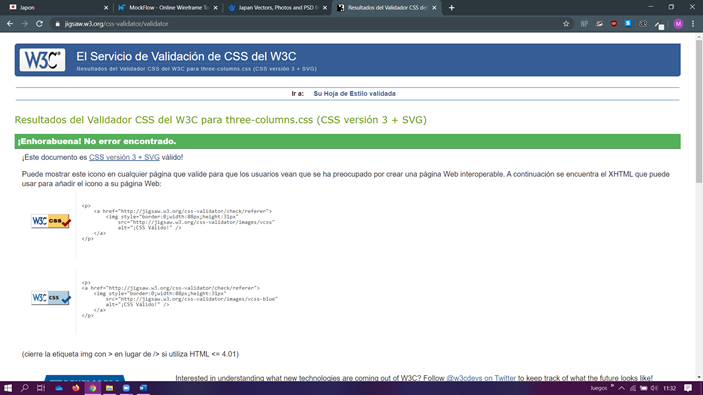 Japon
MockFlow - Online Wireframe To
Japan Vectors, Photos and PSD f
Resultados del Validador CSS del
jigsaw.w3.org/css-validator/validator
W3C
El Servicio de Validación de CSS del W3C
Resultados del Validador CSS del W3C para three-columns.css (CSS versión 3 + SVG)
Ir a: Su Hoja de Estilo validada
Resultados del Validador CSS del W3C para three-columns.css (CSS versión 3 + SVG)
¡Enhorabuena! No error encontrado.
¡Este documento es CSS versión 3 + SVG válido!
Puede mostrar este icono en cualquier página que valide para que los usuarios vean que se ha preocupado por crear una página Web interoperable. A continuación se encuentra el XHTML que puede
usar para añadir el icono a su página Web:
W3C CSS
<p>
<a href="http://jigsaw.w3.org/css-validator/check/referer">
<img style="border:0;width:88px;height:31px"
src="http://jigsaw.w3.org/css-validator/images/vcss"
alt="¡CSS Válido!" />
</a>
</p>
W3C CSS
<p>
<a href="http://jigsaw.w3.org/css-validator/check/referer">
<img style="border:0;width:88px;height:31px"
src="http://jigsaw.w3.org/css-validator/images/vcss-blue"
alt="¡CSS Válido!" />
</a>
</p>
(cierre la etiqueta img con > en lugar de /> si utiliza HTML <= 4.01)
Interested in understanding what new technologies are coming out of W3C? Follow @w3cdevs on Twitter to keep track of what the future looks like!
Juegos
11:32